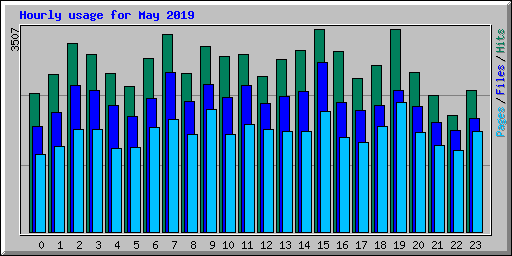 Hourly usage for May 2019
3507
Pages / Files / Hits
0 1 2 3 4 5 6 7 8 9 10 11 12 13 14 15 16 17 18 19 20 21 22 23